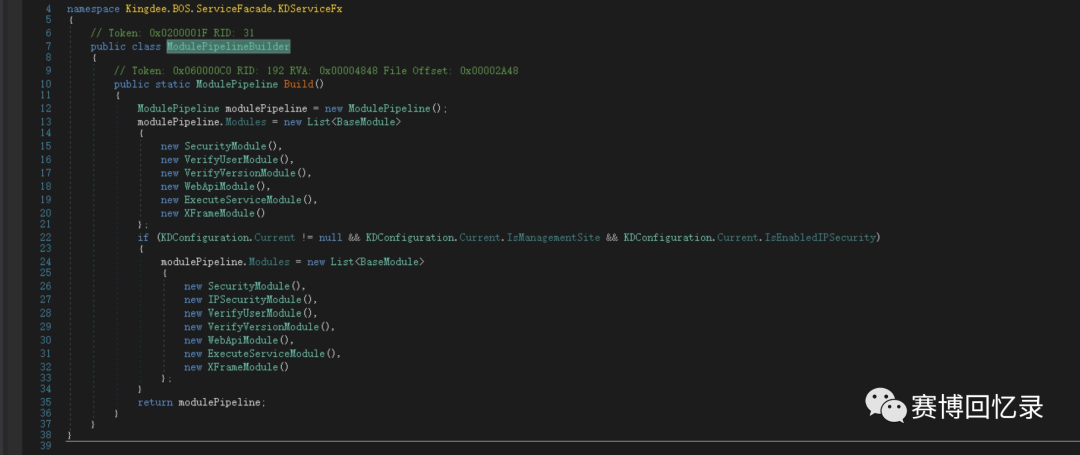 4 namespace Kingdee.BOS.ServiceFacade.KDServiceFx
5 {
6 // Token: 0x0200001F RID: 31
7 public class ModulePipelineBuilder
8 {
9 // Token: 0x060000C0 RID: 192 RVA: 0x00004848 File Offset: 0x00002A48
10 public static ModulePipeline Build()
11 {
12 ModulePipeline modulePipeline = new ModulePipeline();
13 modulePipeline.Modules = new List<BaseModule>
14 {
15 new SecurityModule(),
16 new VerifyUserModule(),
17 new VerifyVersionModule(),
18 new WebApiModule(),
19 new ExecuteServiceModule(),
20 new XFrameModule()
21 };
22 if (KDConfiguration.Current != null && KDConfiguration.Current.IsManagementSite && KDConfiguration.Current.IsEnabledIPSecurity)
23 {
24 modulePipeline.Modules = new List<BaseModule>
25 {
26 new SecurityModule(),
27 new IPSecurityModule(),
28 new VerifyUserModule(),
29 new VerifyVersionModule(),
30 new WebApiModule(),
31 new ExecuteServiceModule(),
32 new XFrameModule()
33 };
34 }
35 return modulePipeline;
36 }
37 }
38 }
39
赛博回忆录